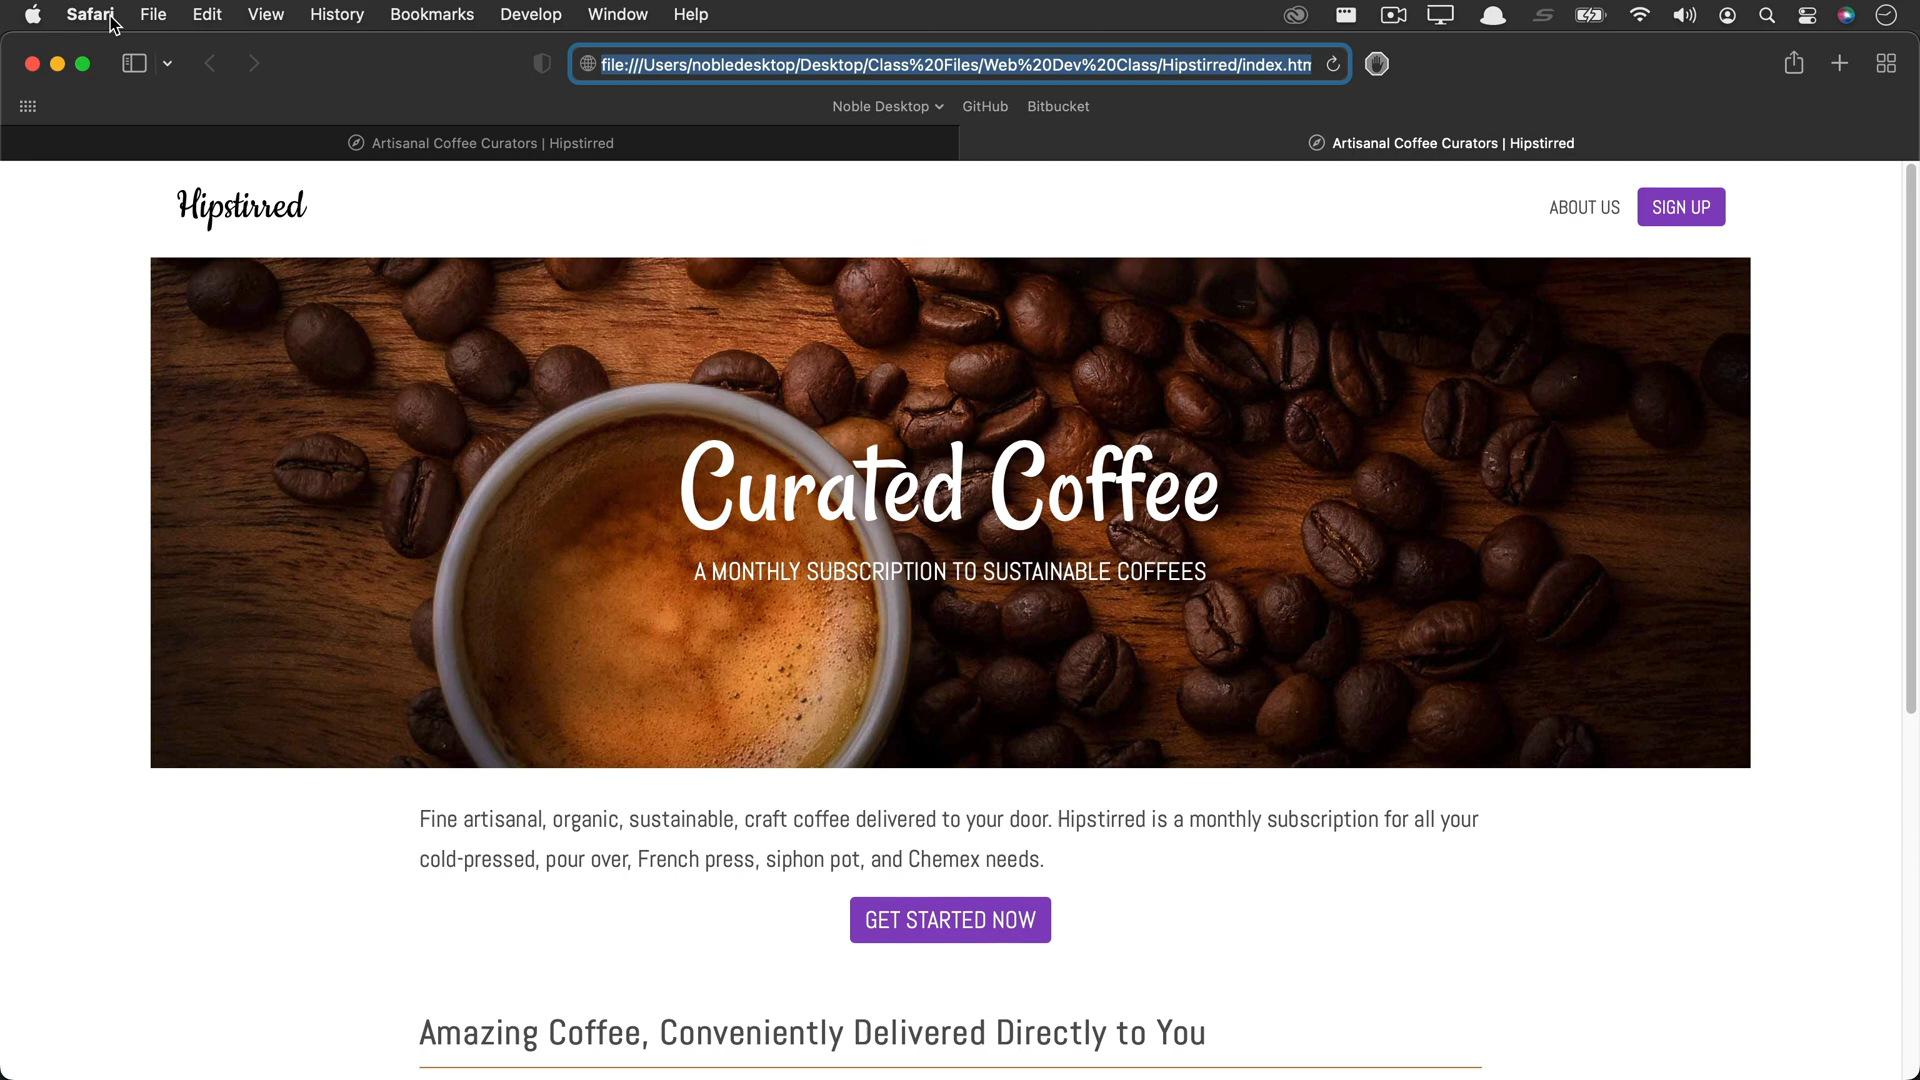 Safari File Edit View History Bookmarks Develop Window Help
file:///Users/nobledesktop/Desktop/Class%20Files/Web%20Dev%20Class/Hipstirred/index.htm
Noble Desktop GitHub Bitbucket
Artisanal Coffee Curators | Hipstirred
Artisanal Coffee Curators | Hipstirred
Hipstirred
ABOUT US SIGN UP
Curated Coffee
A MONTHLY SUBSCRIPTION TO SUSTAINABLE COFFEES
Fine artisanal, organic, sustainable, craft coffee delivered to your door. Hipstirred is a monthly subscription for all your
cold-pressed, pour over, French press, siphon pot, and Chemex needs.
GET STARTED NOW
Amazing Coffee, Conveniently Delivered Directly to You